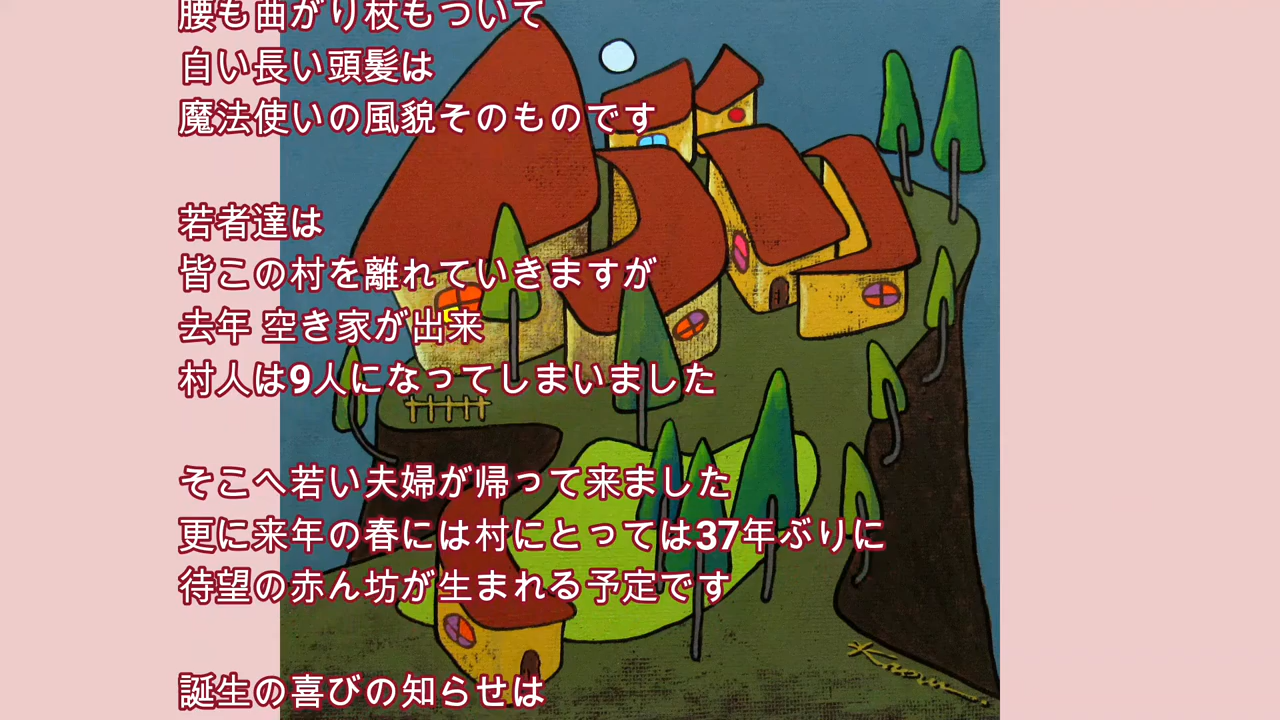 腰も曲がり杖もついて
白い長い頭髪は
魔法使いの風貌そのものです
若者達は
皆この村を離れていきますが
去年 空き家が出来
村人は9人になってしまいました
そこへ若い夫婦が帰って来ました
更に来年の春には村にとっては37年ぶりに
待望の赤ん坊が生まれる予定です
誕生の喜びの知らせは